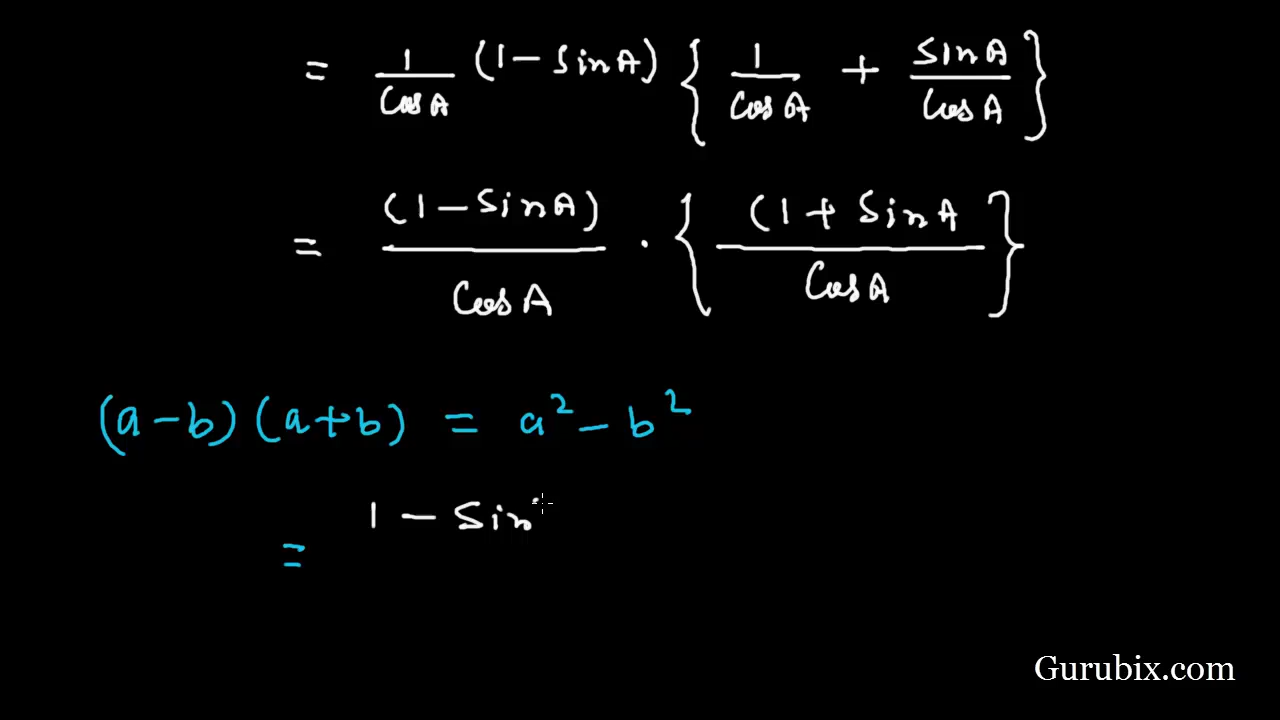 = 1/CosA (1 - SinA) { 1/CosA + SinA/CosA }
= (1 - SinA)/CosA · { (1 + SinA/CosA }
(a - b) (a + b) = a² - b²
= 1 - Sin
Gurubix.com